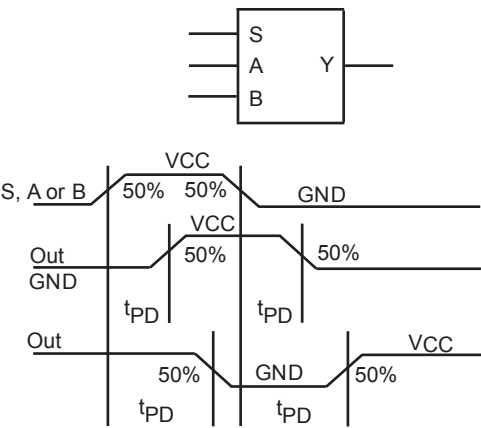 S
A Y
B
VCC
S, A or B 50% 50% GND
VCC
Out 50% 50%
GND
tPD tPD
Out VCC
50% GND 50%
tPD tPD